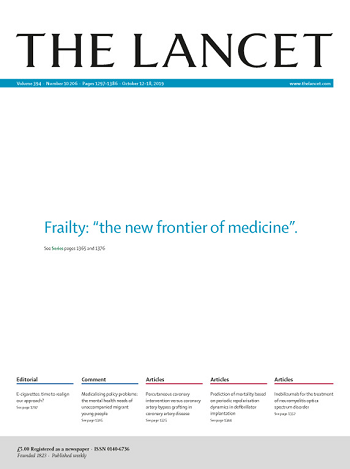 THE LANCET
Volume 394 · Number 10206 · Pages 1297–1386 · October 12–18, 2019 www.thelancet.com
Frailty: “the new frontier of medicine”.
See Series pages 1365 and 1376
Editorial Comment Articles Articles Articles
E-cigarettes: time to realign Medicalising policy problems: Percutaneous coronary Prediction of mortality based Inebilizumab for the treatment
our approach? the mental health needs of intervention versus coronary on periodic repolarisation of neuromyelitis optica
See page unaccompanied migrant artery bypass grafting in dynamics in defibrillator spectrum disorder
young people coronary artery disease implantation See page
See page See page See page
£5.00 Registered as a newspaper · ISSN 0140-6736
Founded 1823 · Published weekly